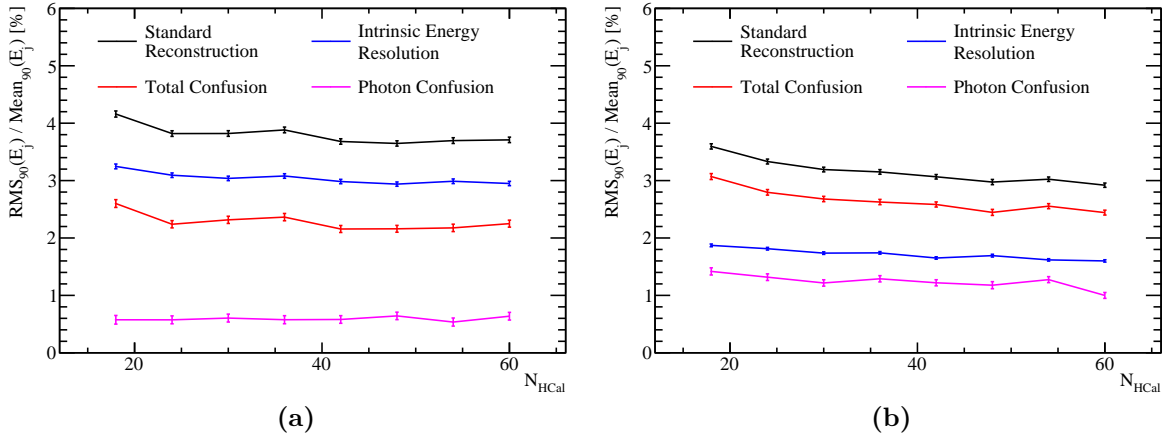 RMS90(Ej) / Mean90(Ej) [%]
6
5
4
3
2
1
0
Standard Reconstruction
Intrinsic Energy Resolution
Total Confusion
Photon Confusion
20
40
60
NHCal
(a)
RMS90(Ej) / Mean90(Ej) [%]
6
5
4
3
2
1
0
Standard Reconstruction
Intrinsic Energy Resolution
Total Confusion
Photon Confusion
20
40
60
NHCal
(b)